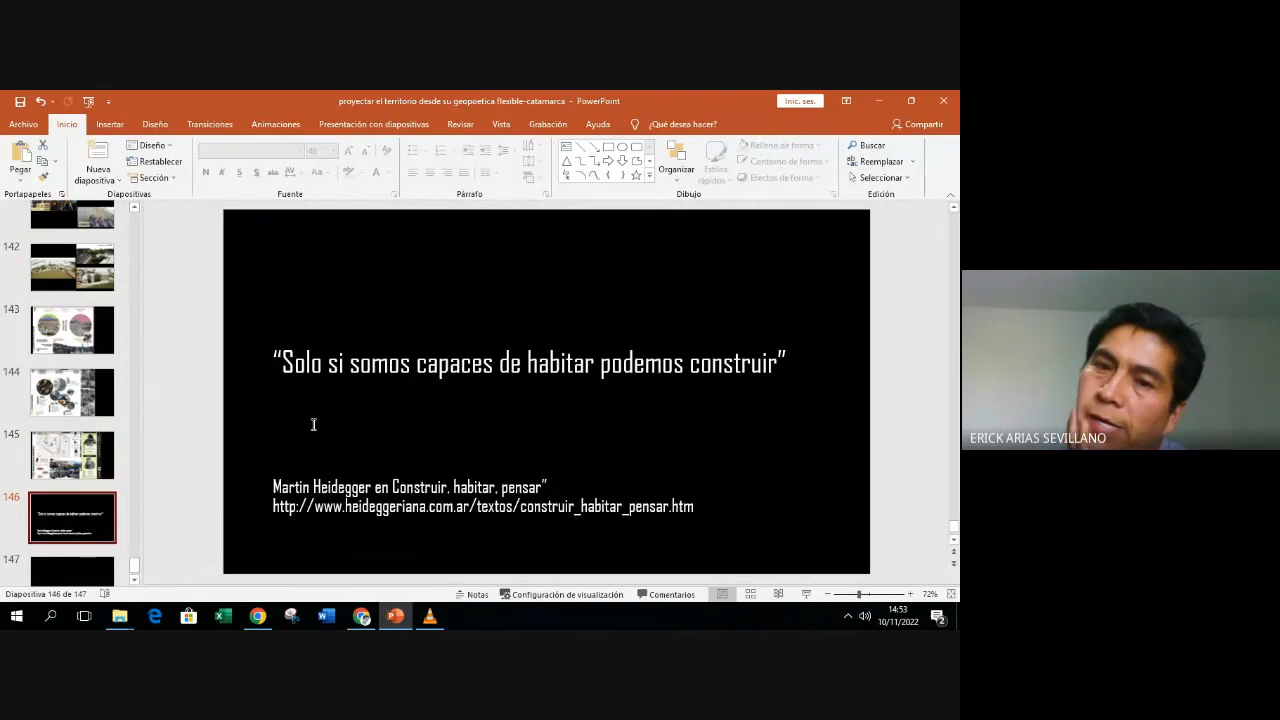 proyectar el territorio desde su geopoetica flexible-catamarca - PowerPoint
Inic. ses.
Archivo Inicio Insertar Diseño Transiciones Animaciones Presentación con diapositivas Revisar Vista Grabación Ayuda ¿Qué desea hacer? Compartir
Pegar
Nueva diapositiva
Diseño
Restablecer
Sección
48
N K S S abc AV Aa A
Organizar
Estilos rápidos
Relleno de forma
Contorno de forma
Efectos de forma
Buscar
Reemplazar
Seleccionar
Portapapeles Diapositivas Fuente Párrafo Dibujo Edición
142
143
144
145
146
147
“Solo si somos capaces de habitar podemos construir”
Martin Heidegger en Construir, habitar, pensar”
http://www.heideggeriana.com.ar/textos/construir_habitar_pensar.htm
ERICK ARIAS SEVILLANO
Diapositiva 146 de 147 Notas Configuración de visualización Comentarios 72%
14:53
10/11/2022
2